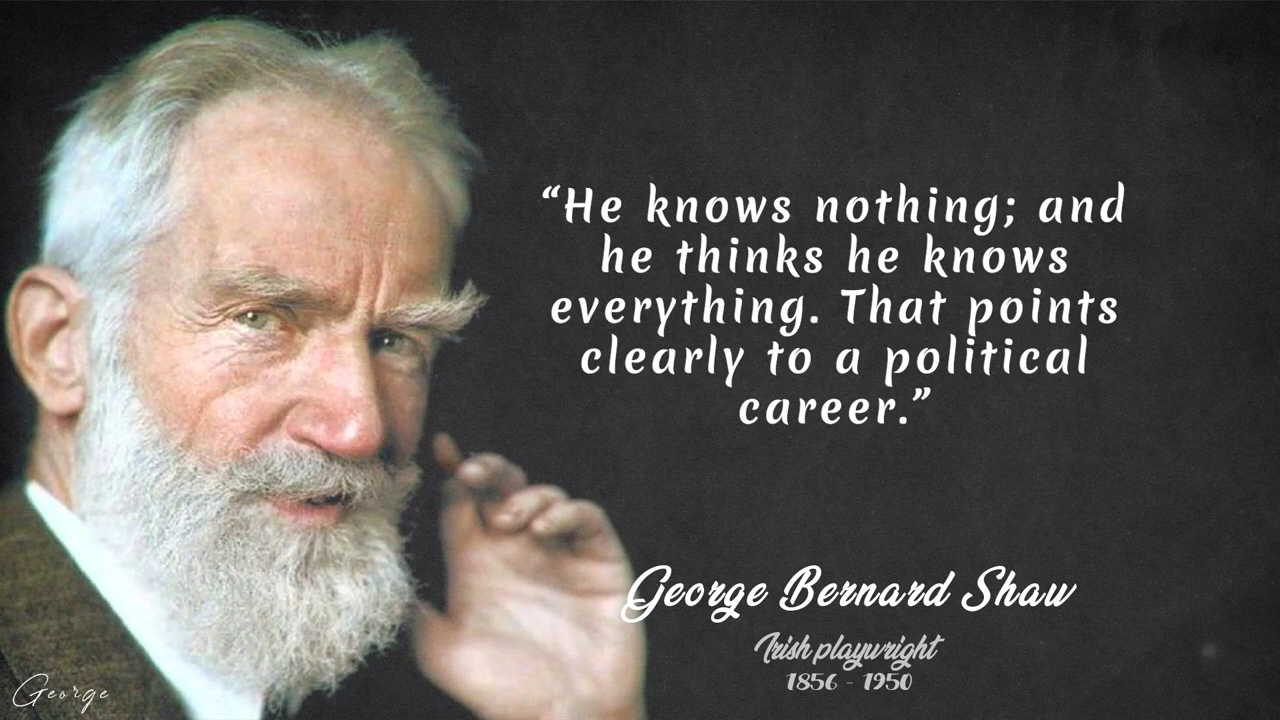 “He knows nothing; and
he thinks he knows
everything. That points
clearly to a political
career.”
George Bernard Shaw
Irish playwright
1856 - 1950
George